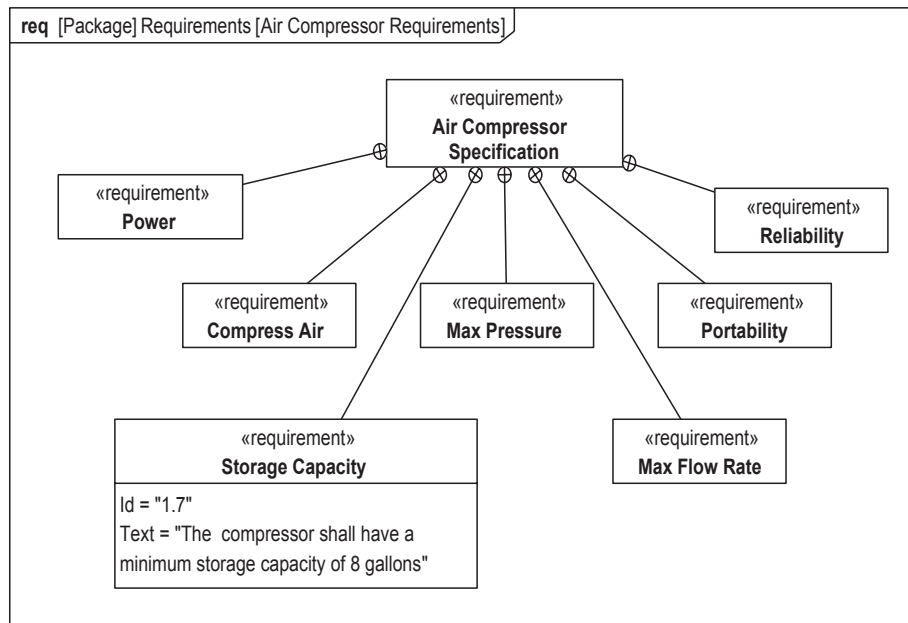 req [Package] Requirements [Air Compressor Requirements]
«requirement»
Air Compressor
Specification
«requirement»
Power
«requirement»
Reliability
«requirement»
Compress Air
«requirement»
Max Pressure
«requirement»
Portability
«requirement»
Storage Capacity
Id = "1.7"
Text = "The compressor shall have a
minimum storage capacity of 8 gallons"
«requirement»
Max Flow Rate